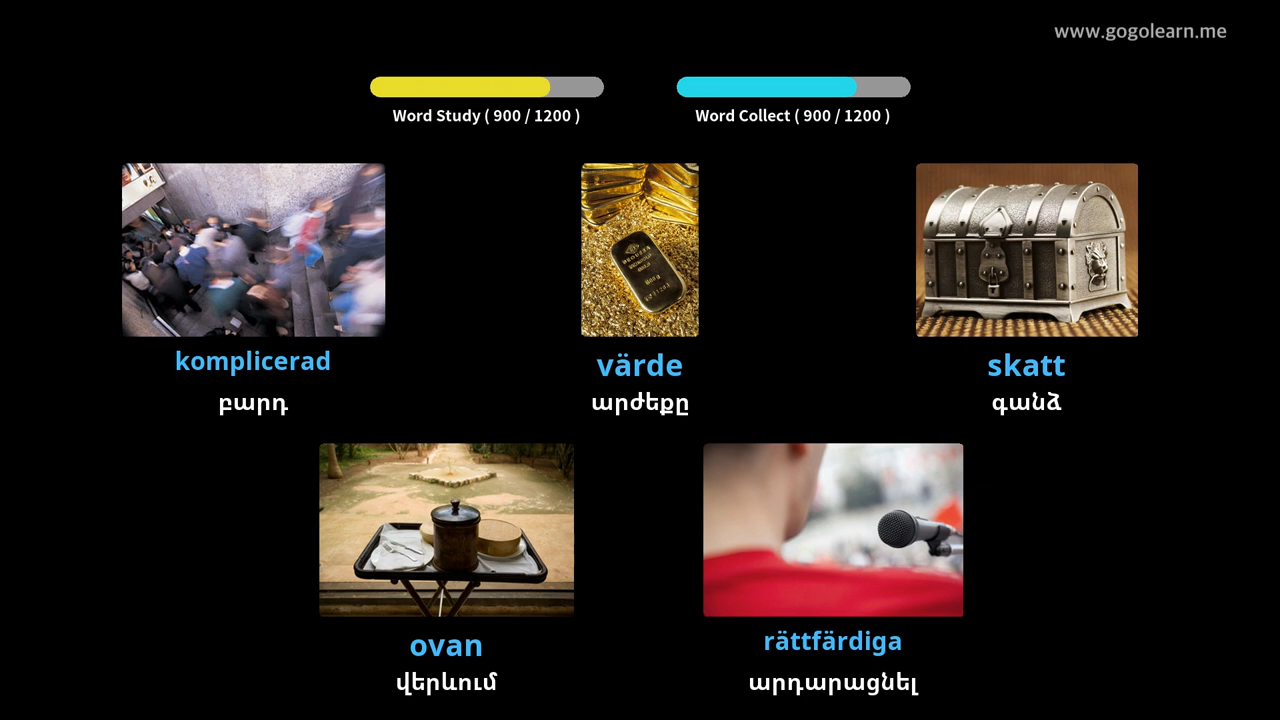 www.gogolearn.me
Word Study ( 900 / 1200 )
Word Collect ( 900 / 1200 )
komplicerad
բարդ
värde
արժեքը
skatt
գանձ
ovan
վերևում
rättfärdiga
արդարացնել